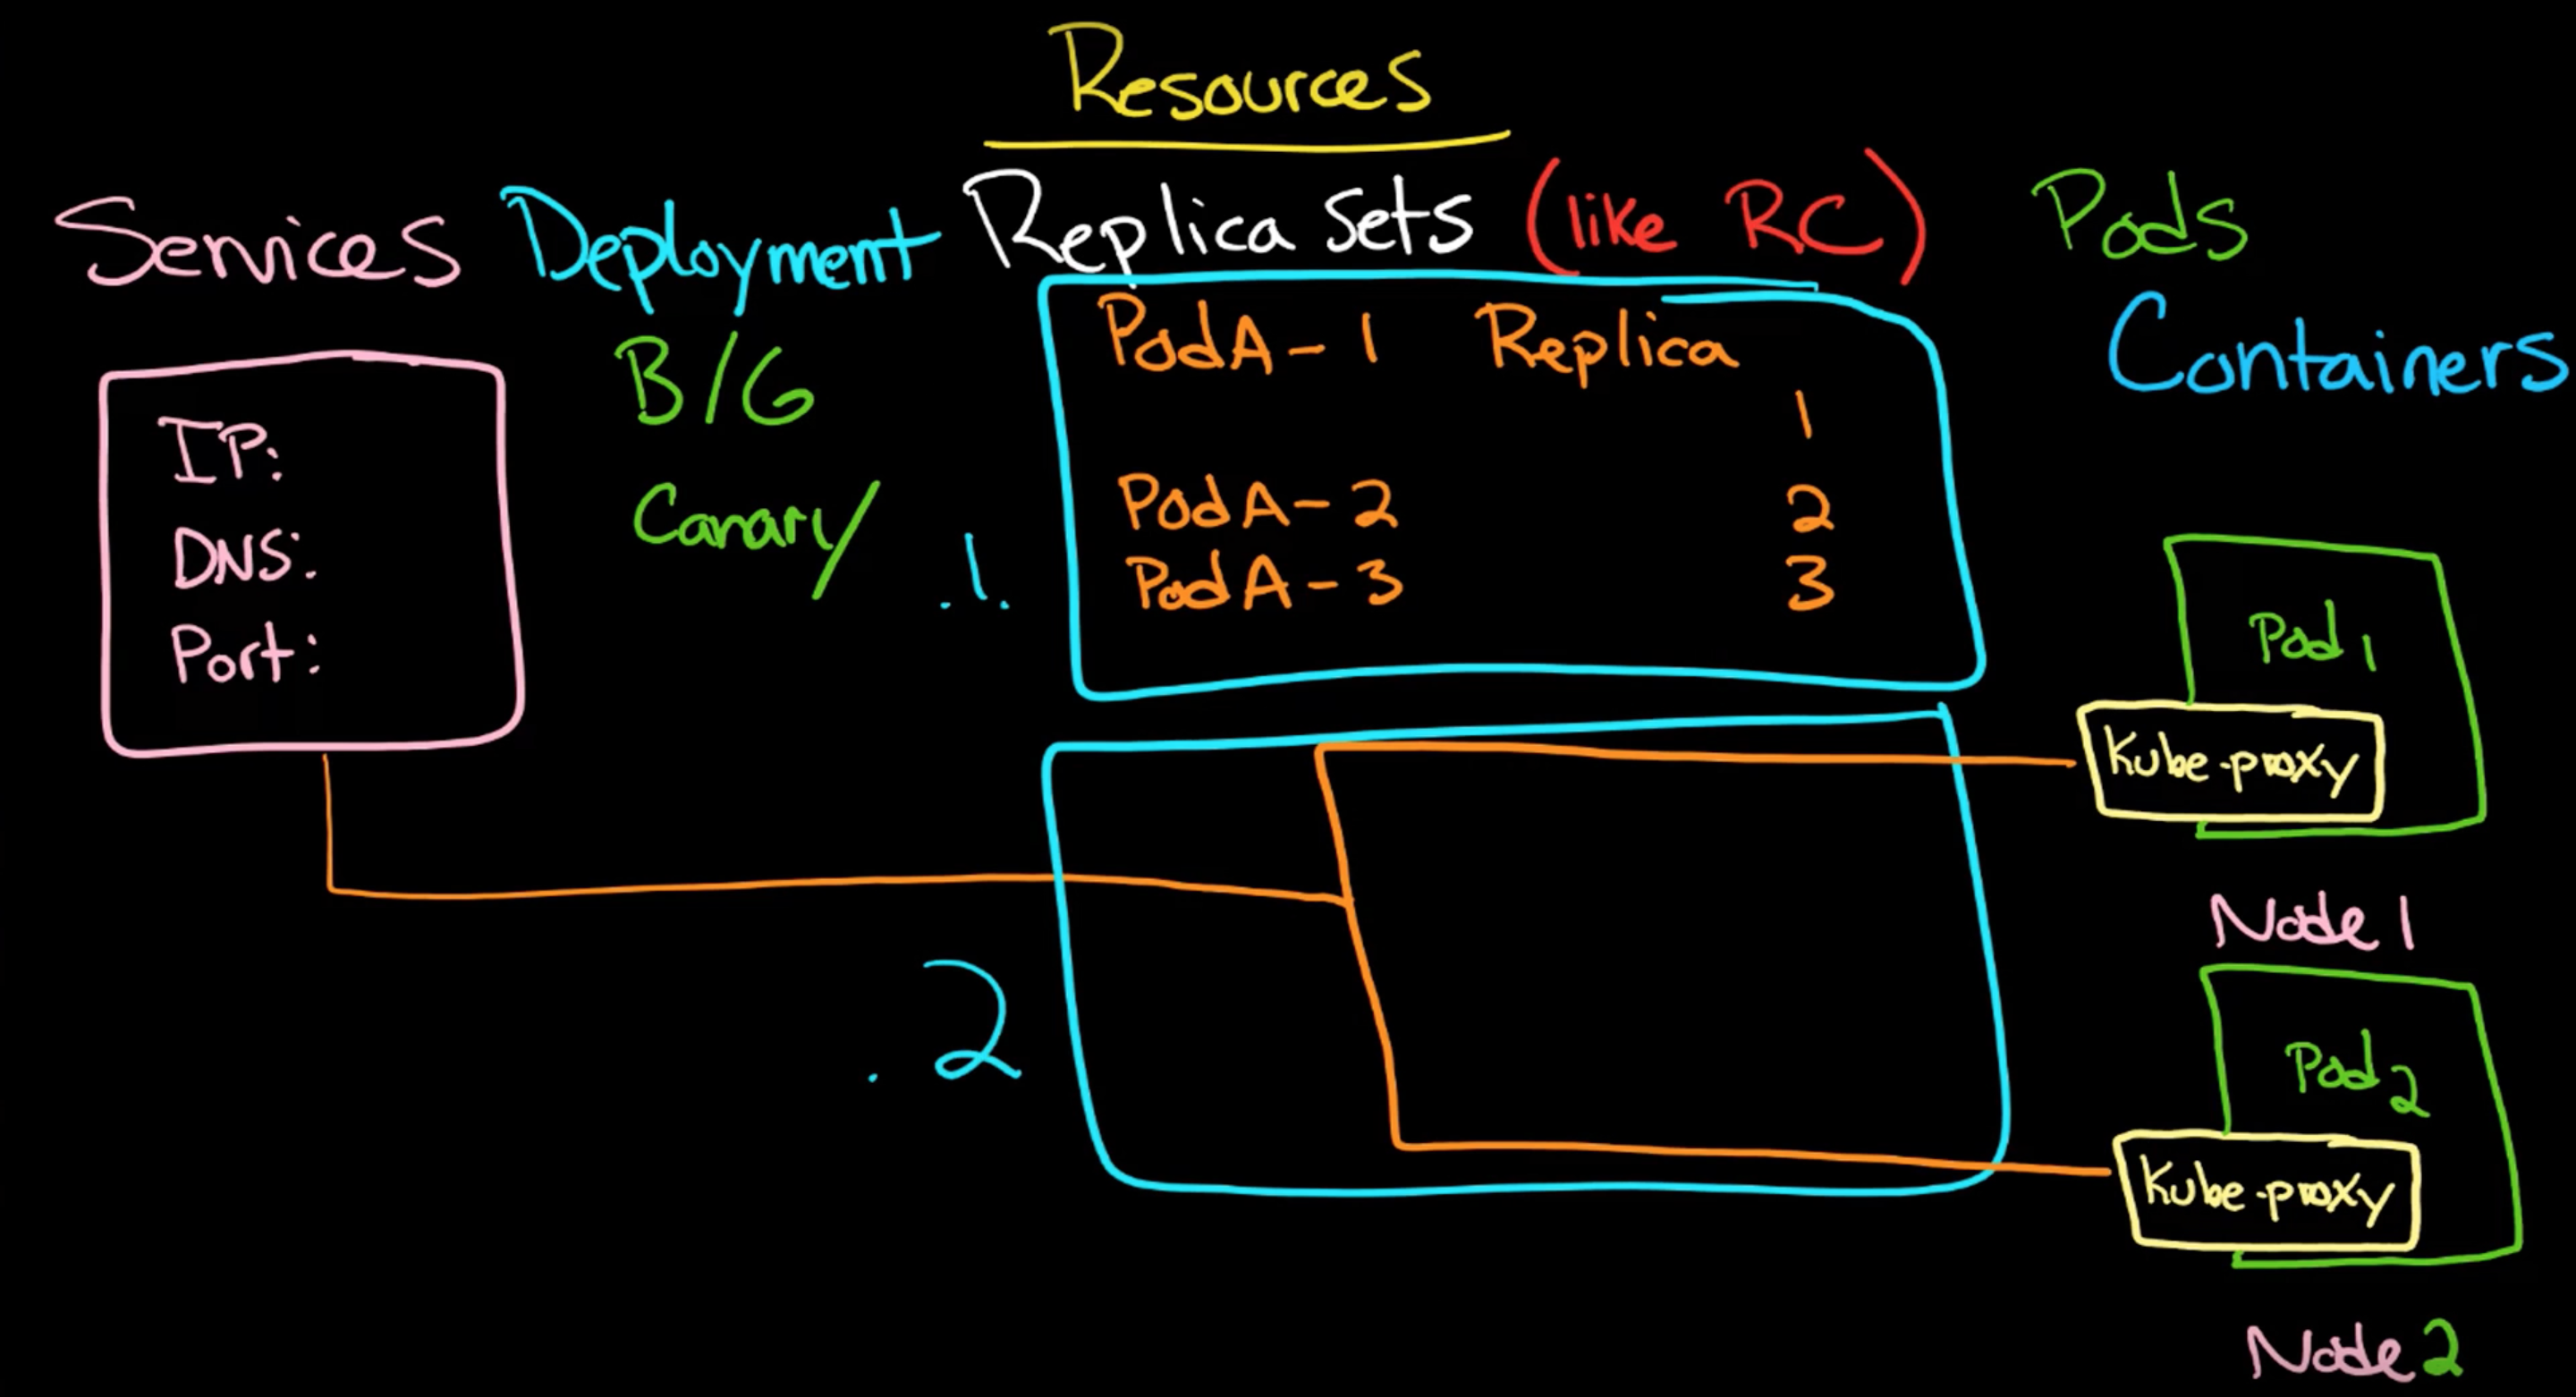 Resources
Services Deployment Replica Sets (like RC) Pods
Containers
IP:
DNS:
Port:
B/G
Canary/
.1.
PodA-1 Replica
1
PodA-2 2
PodA-3 3
.2
Pod 1
Kube-proxy
Node 1
Pod 2
Kube-proxy
Node 2